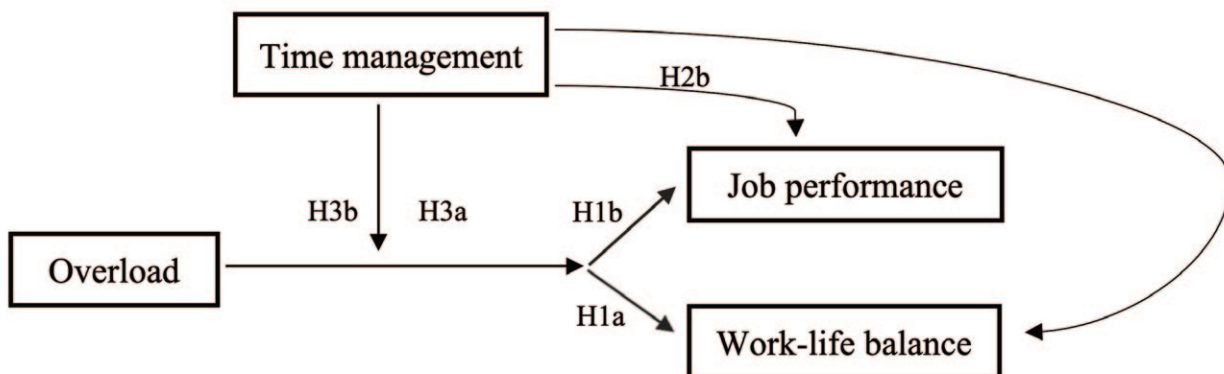 Time management
H2b
Job performance
H3b
H3a
H1b
Overload
H1a
Work-life balance